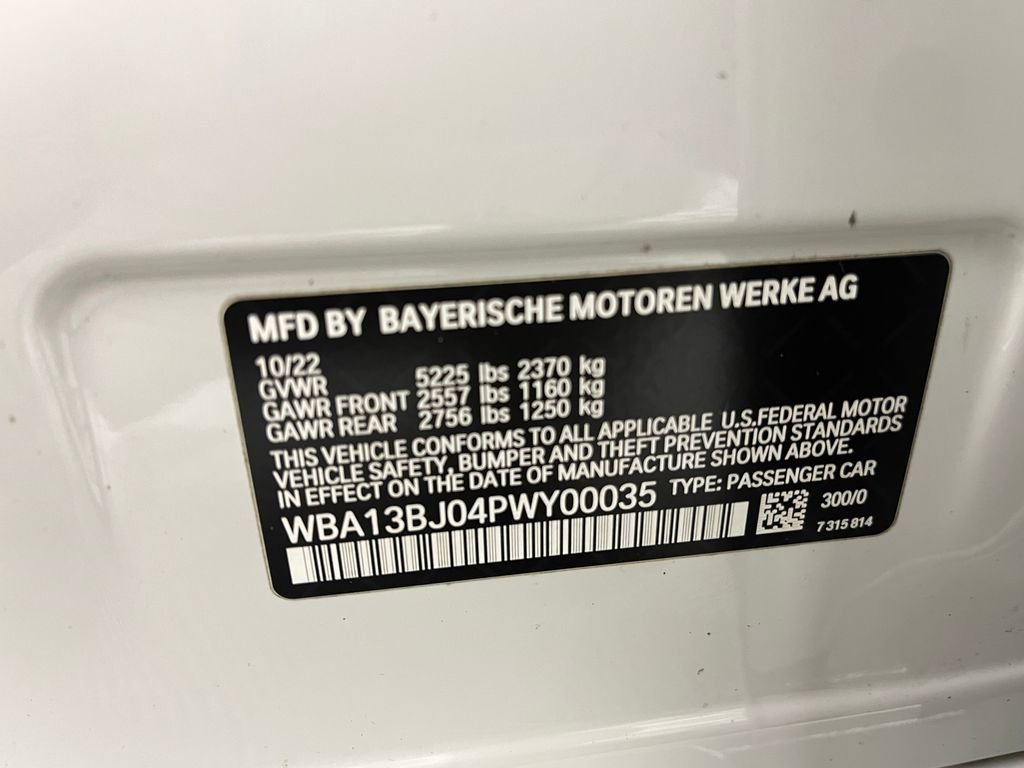 MFD BY BAYERISCHE MOTOREN WERKE AG
10/22
GVWR 5225 lbs 2370 kg
GAWR FRONT 2557 lbs 1160 kg
GAWR REAR 2756 lbs 1250 kg
THIS VEHICLE CONFORMS TO ALL APPLICABLE U.S.FEDERAL MOTOR
VEHICLE SAFETY, BUMPER AND THEFT PREVENTION STANDARDS
IN EFFECT ON THE DATE OF MANUFACTURE SHOWN ABOVE.
WBA13BJ04PWY00035 TYPE: PASSENGER CAR
300/0
7 315 814